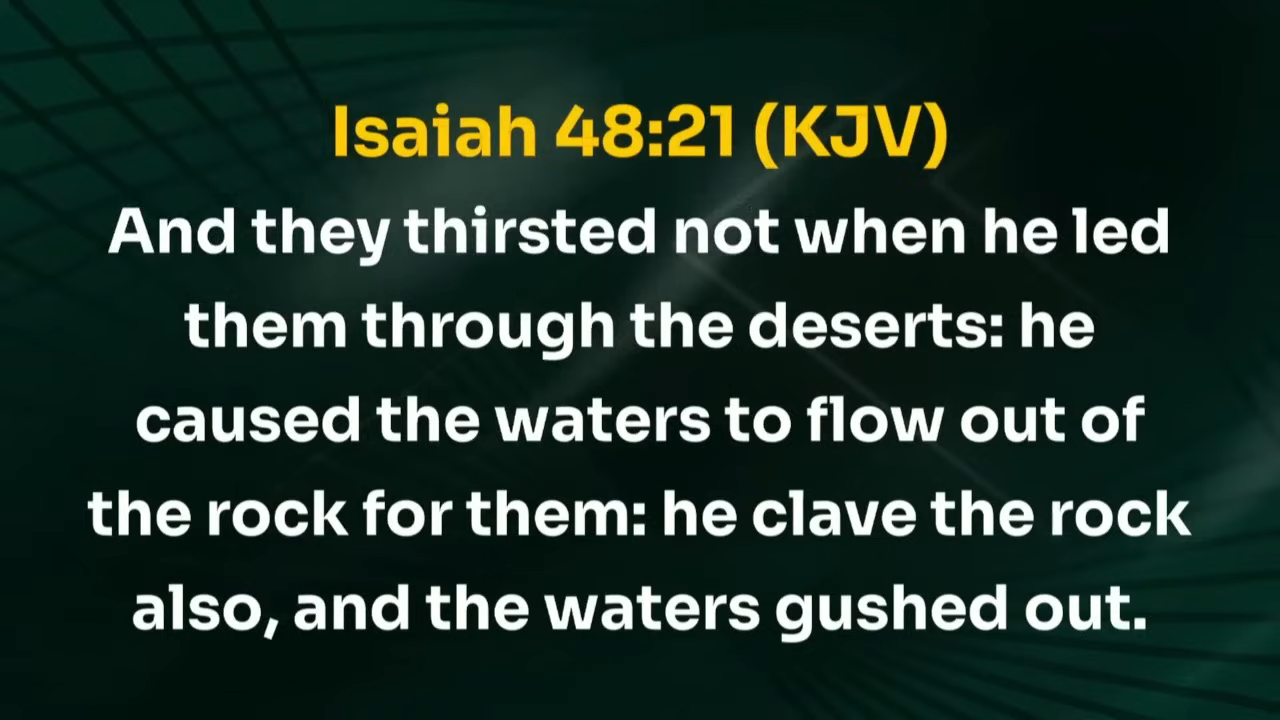 Isaiah 48:21 (KJV)
And they thirsted not when he led
them through the deserts: he
caused the waters to flow out of
the rock for them: he clave the rock
also, and the waters gushed out.